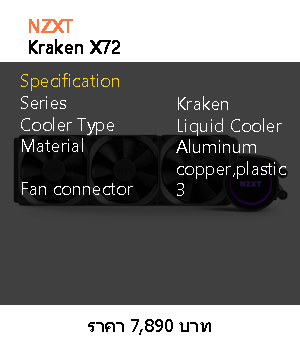 NZXT
Kraken X72
Specification
Series Kraken
Cooler Type Liquid Cooler
Material Aluminum
copper,plastic
Fan connector 3
NZXT
ราคา 7,890 บาท